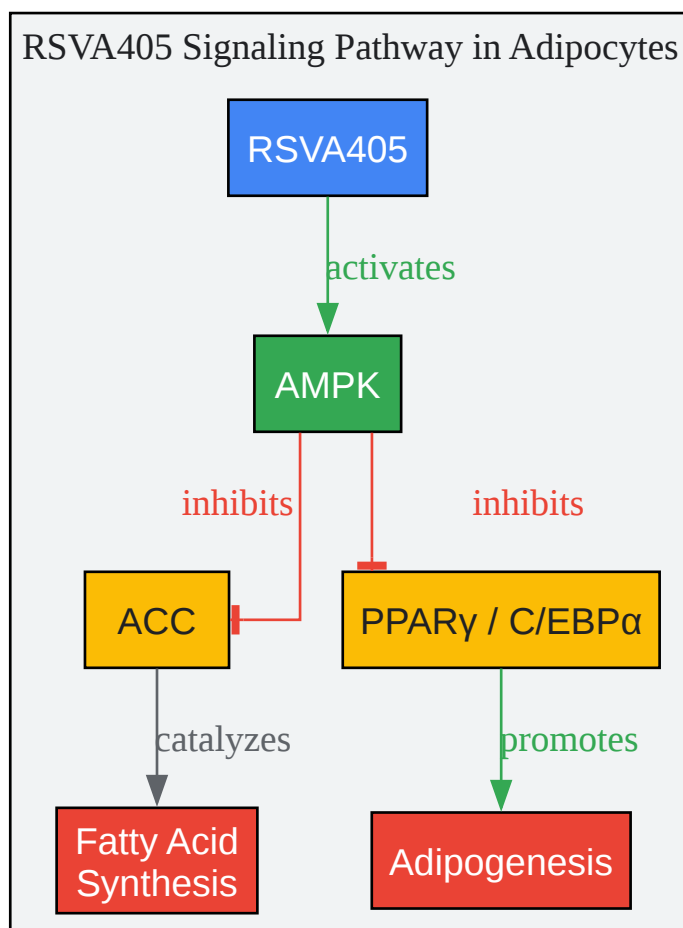 RSVA405 Signaling Pathway in Adipocytes
RSVA405
activates
AMPK
inhibits
inhibits
ACC
PPARγ / C/EBPα
catalyzes
promotes
Fatty Acid
Synthesis
Adipogenesis